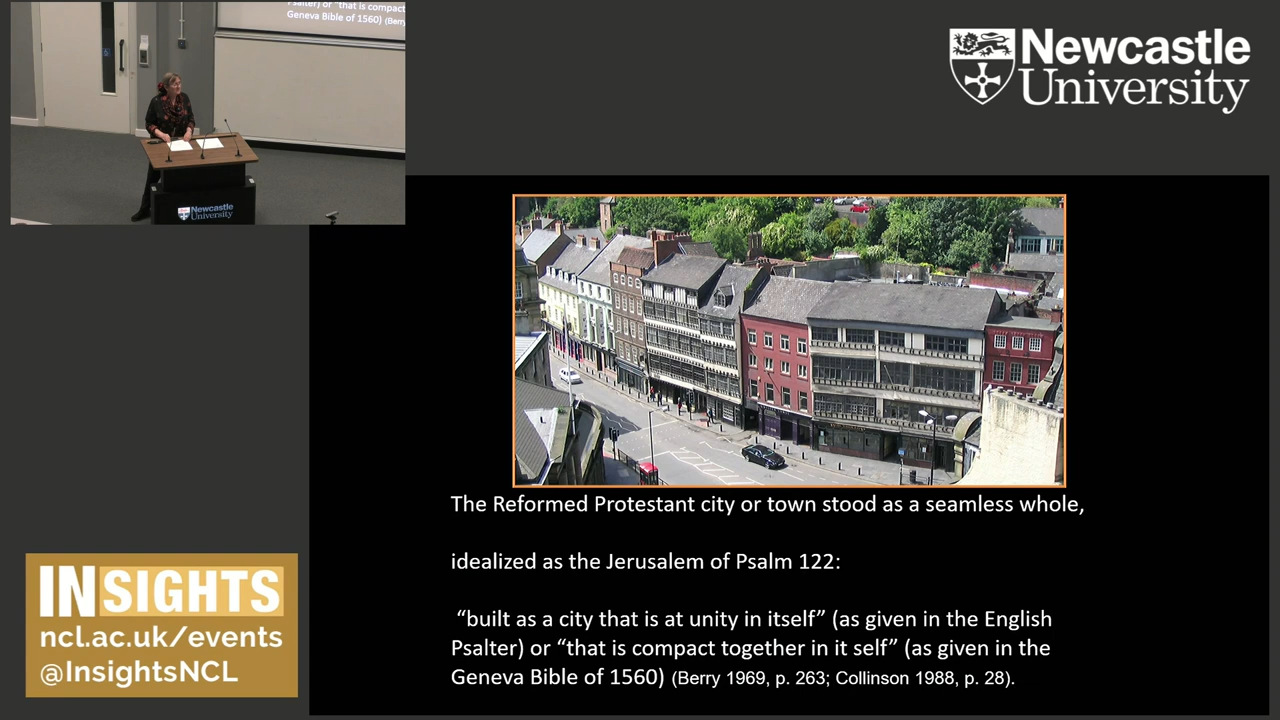 Psalter) or "that is compact
Geneva Bible of 1560) (Berry
Newcastle
University
Newcastle
University
The Reformed Protestant city or town stood as a seamless whole,
idealized as the Jerusalem of Psalm 122:
“built as a city that is at unity in itself” (as given in the English
Psalter) or “that is compact together in it self” (as given in the
Geneva Bible of 1560) (Berry 1969, p. 263; Collinson 1988, p. 28).
INSIGHTS
ncl.ac.uk/events
@InsightsNCL